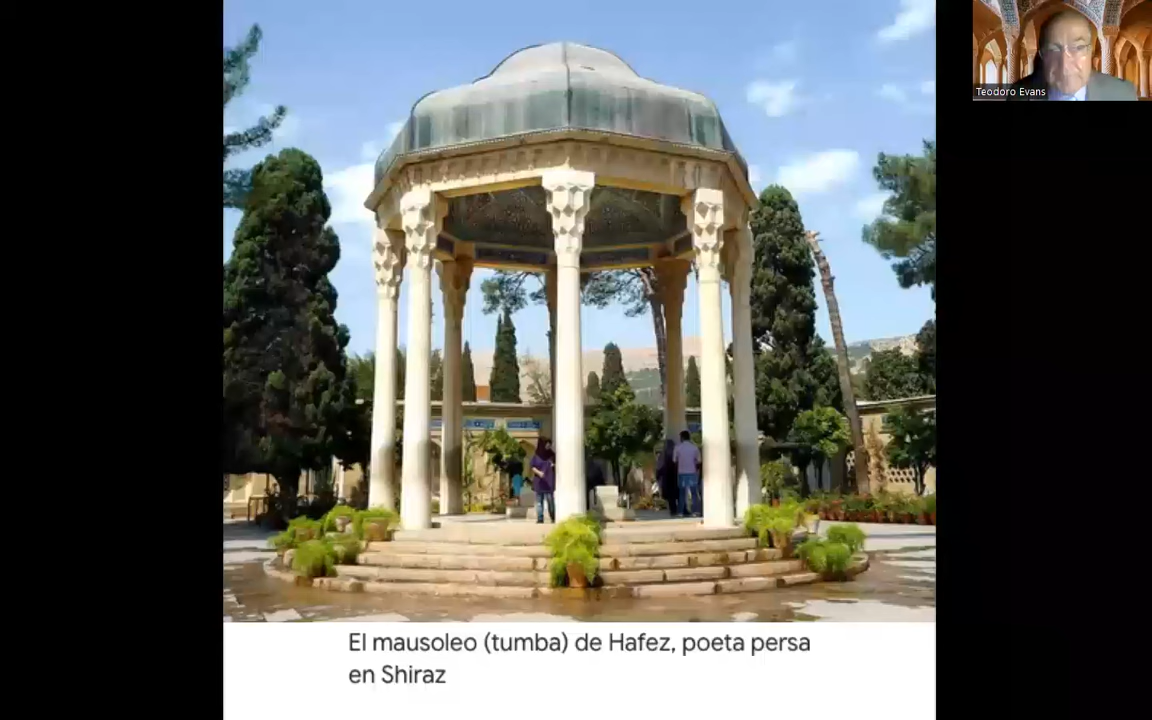 Teodoro Evans
El mausoleo (tumba) de Hafez, poeta persa
en Shiraz